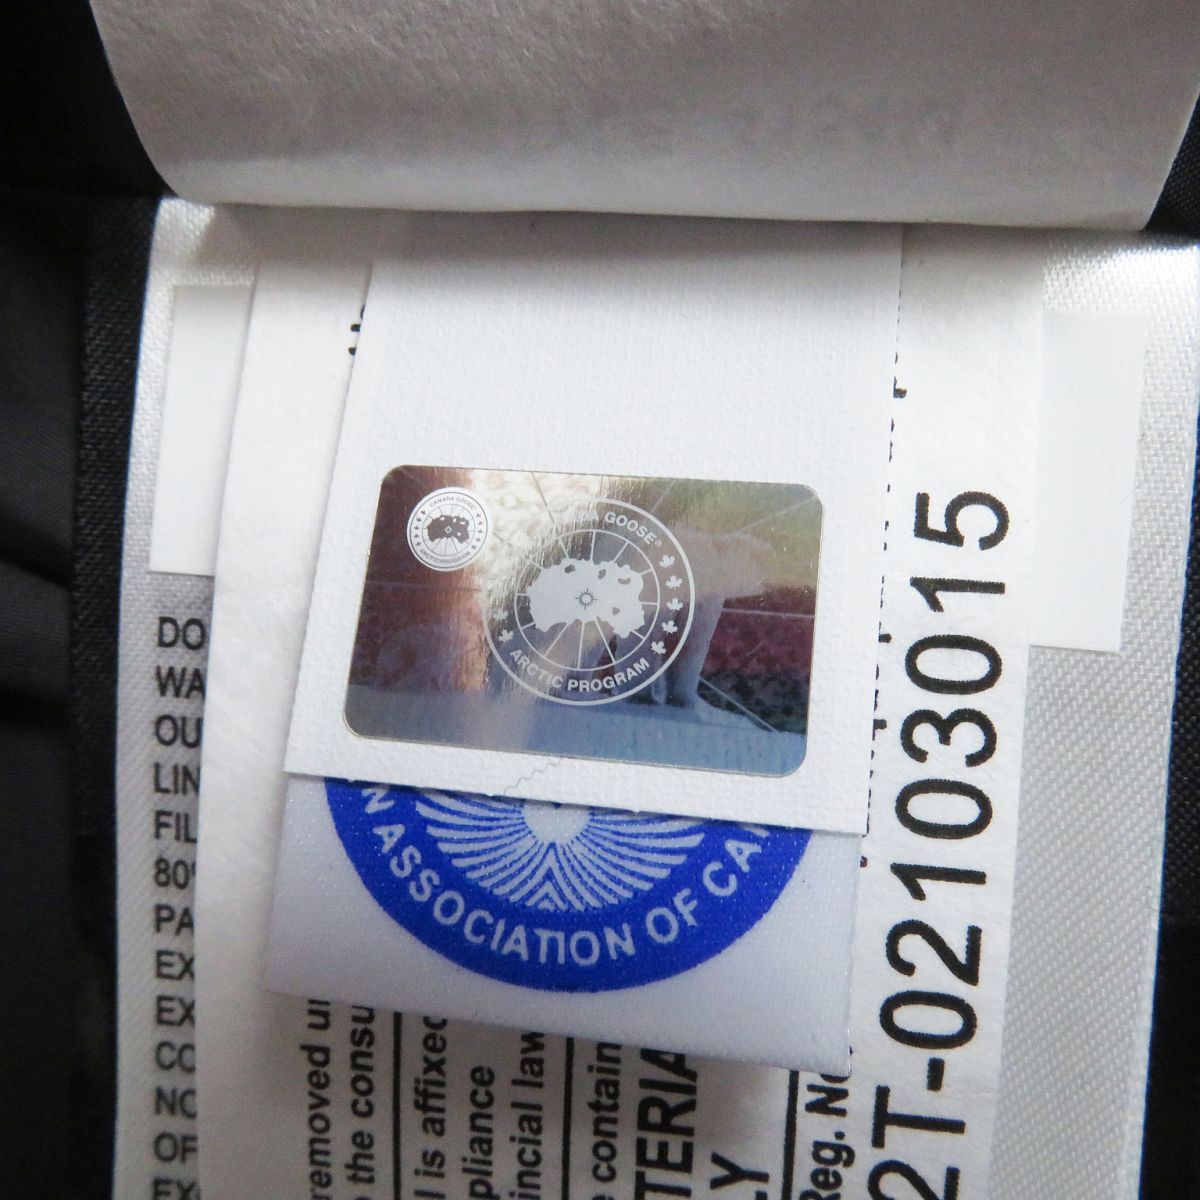 CANADA GOOSE
ARCTIC PROGRAM
GOOSE®
ARCTIC PROGRAM
N ASSOCIATION OF CA
DO
WA
OU
LIN
FIL
80
PA
EX
EX
CO
NO
OF
EX
removed u
the consu
is affixed
pliance
incial law
contain
TERIA
LY
Reg. No
2T-02103015